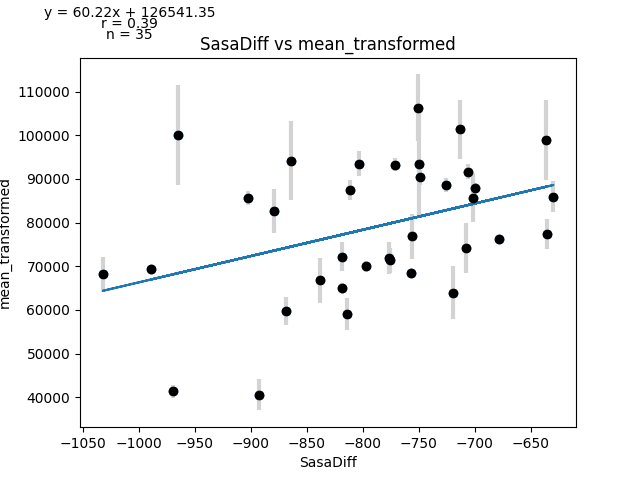 y = 60.22x + 126541.35
r = 0.39
n = 35
SasaDiff vs mean_transformed
mean_transformed
110000
100000
90000
80000
70000
60000
50000
40000
−1050 −1000 −950 −900 −850 −800 −750 −700 −650
SasaDiff